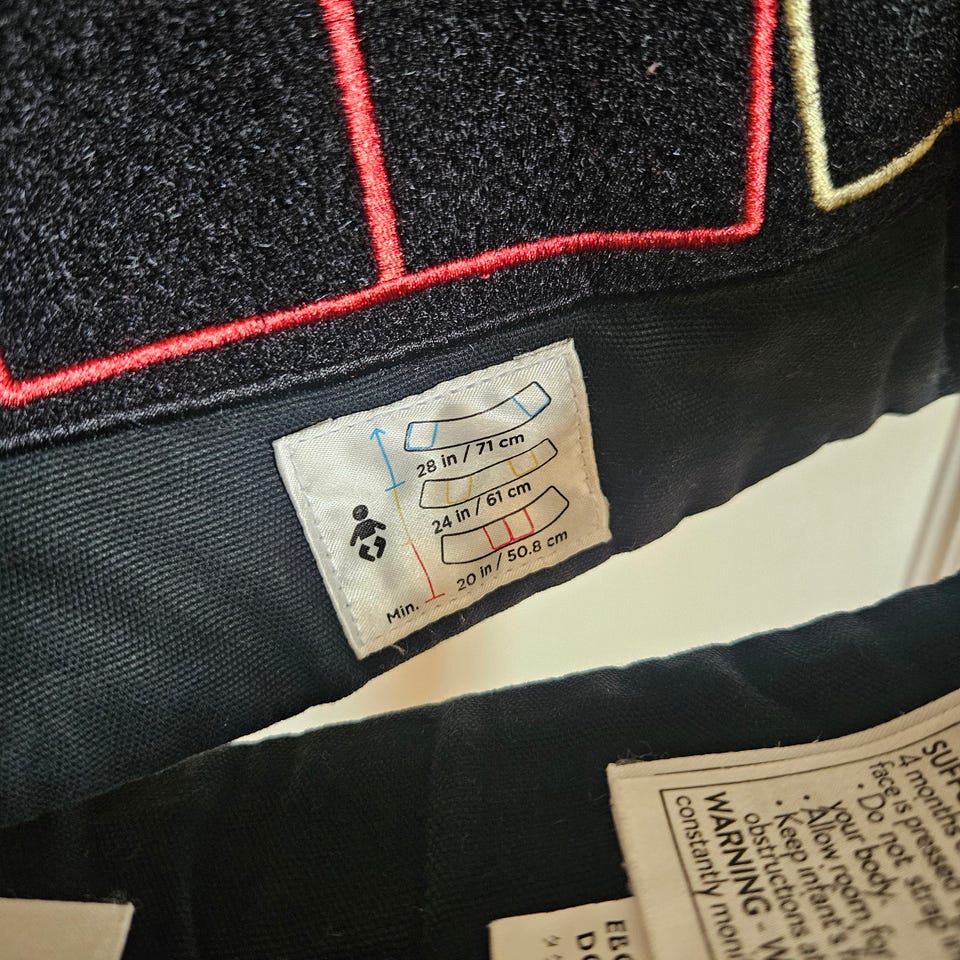 28 in / 71 cm
24 in / 61 cm
20 in / 50.8 cm
Min.
4 months
face is pressed
• Do not strap
your body.
• Allow room for
• Keep infant's
obstructions
WARNING -
constantly